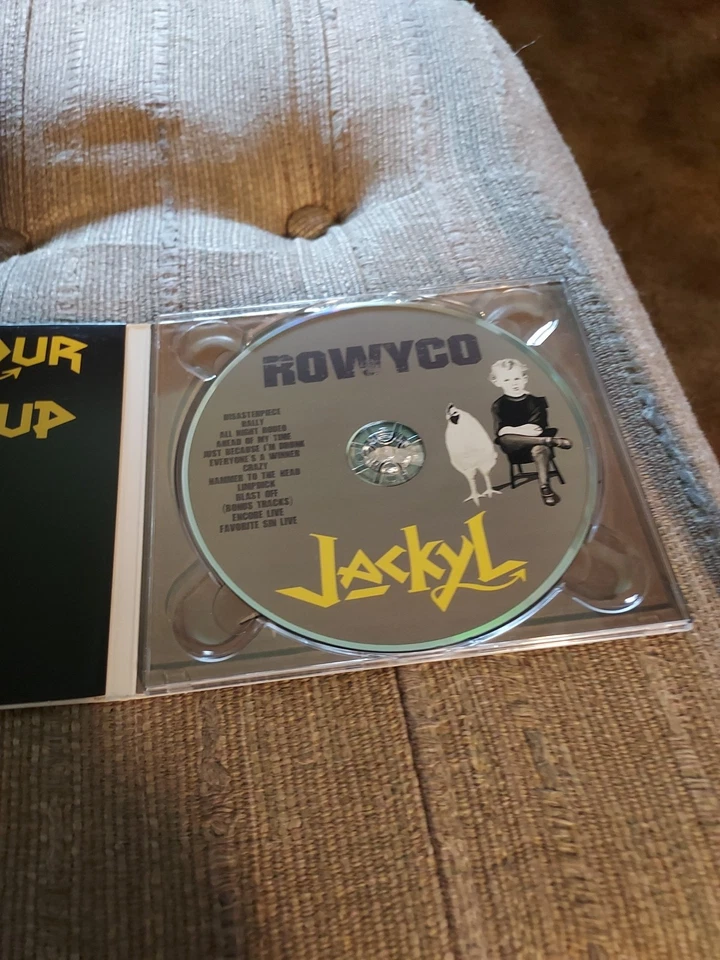 OUR
UP
ROWYCO
DISASTERPIECE
RALLY
ALL NIGHT RODEO
AHEAD OF MY TIME
JUST BECAUSE I'M DRUNK
EVERYONE'S A WINNER
CRAZY
HAMMER TO THE HEAD
LIMPDICK
BLAST OFF
(BONUS TRACKS)
ENCORE LIVE
FAVORITE SIN LIVE
JACKYL